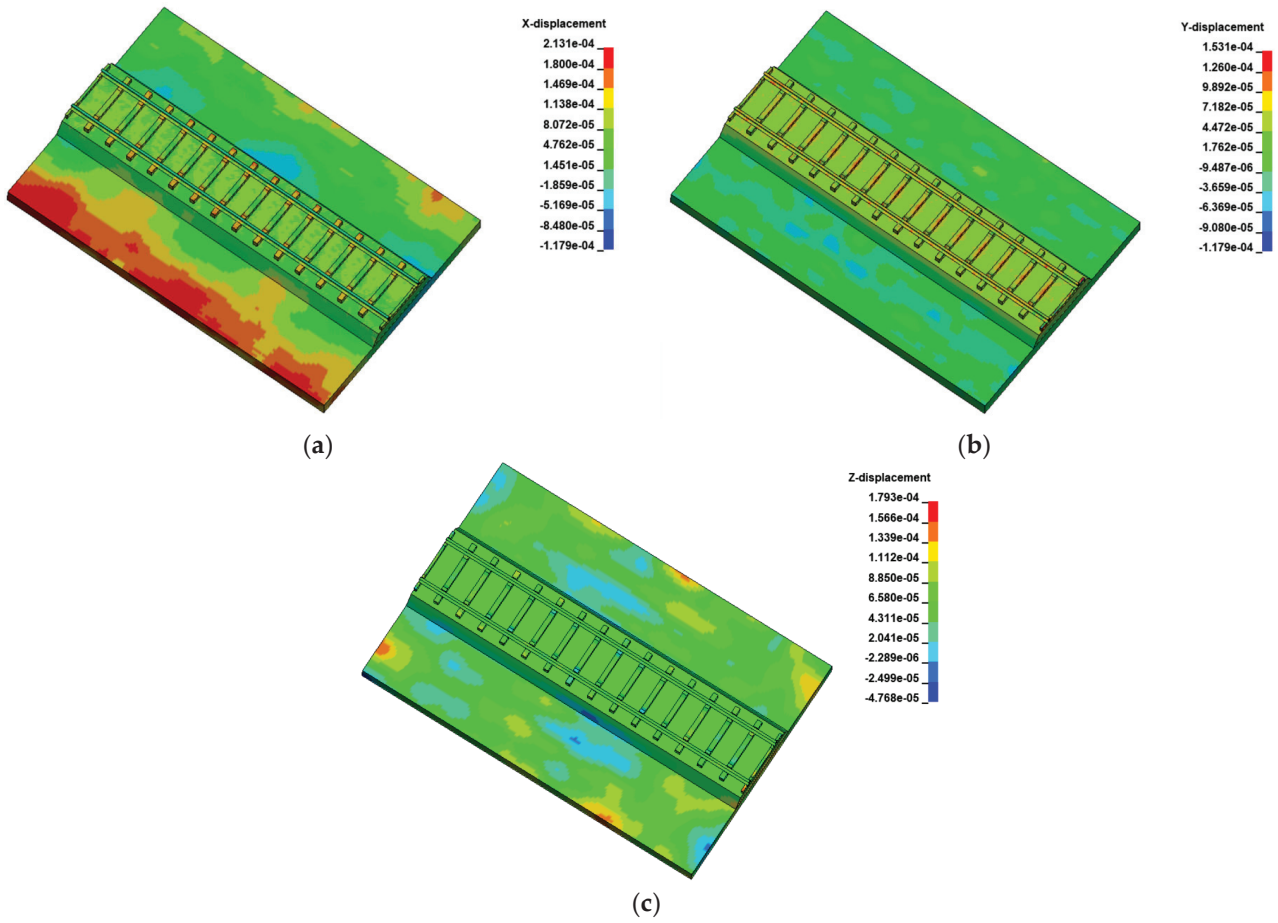 X-displacement
2.131e-04
1.800e-04
1.469e-04
1.138e-04
8.072e-05
4.762e-05
1.451e-05
-1.859e-05
-5.169e-05
-8.480e-05
-1.179e-04
(a)
Y-displacement
1.531e-04
1.260e-04
9.892e-05
7.182e-05
4.472e-05
1.762e-05
-9.487e-06
-3.659e-05
-6.369e-05
-9.080e-05
-1.179e-04
(b)
Z-displacement
1.793e-04
1.566e-04
1.339e-04
1.112e-04
8.850e-05
6.580e-05
4.311e-05
2.041e-05
-2.289e-06
-2.499e-05
-4.768e-05
(c)